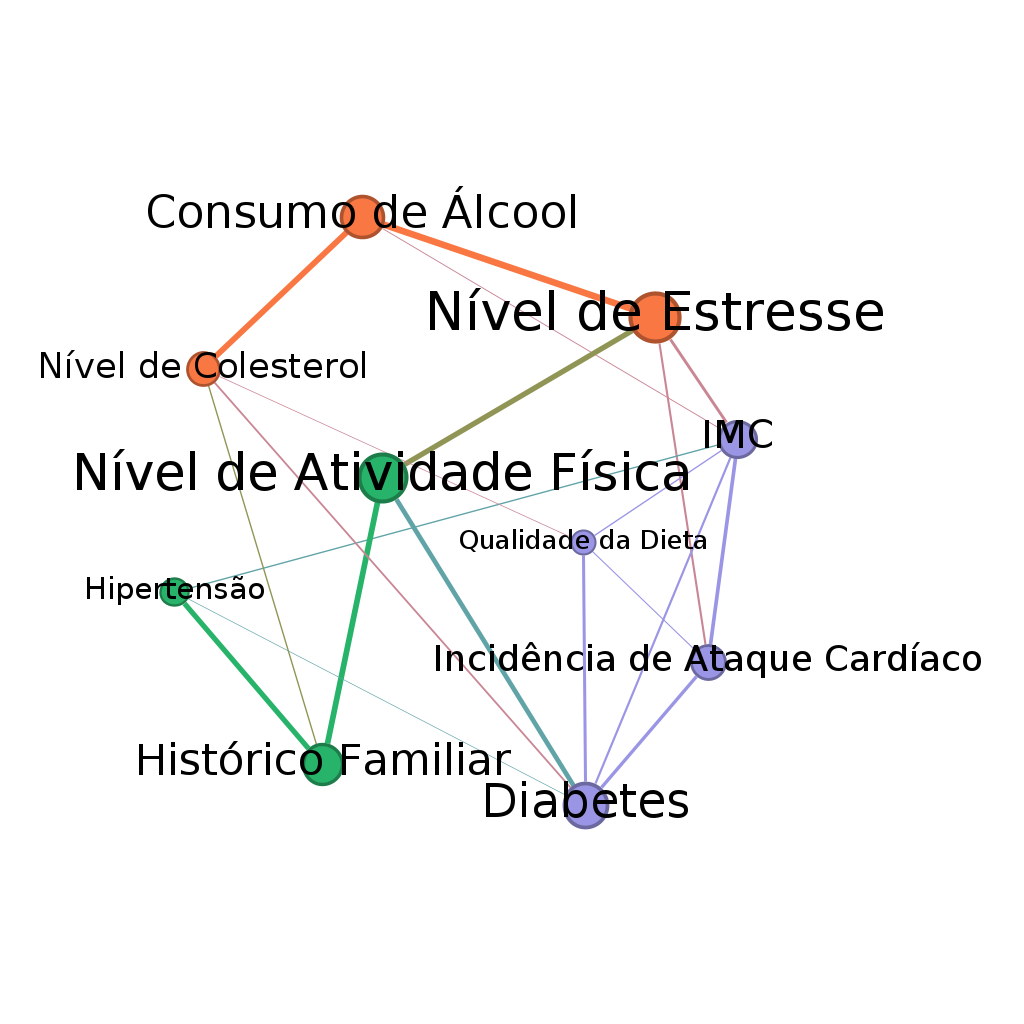 Consumo de Álcool
Nível de Estresse
Nível de Colesterol
IMC
Nível de Atividade Física
Qualidade da Dieta
Hipertensão
Incidência de Ataque Cardíaco
Histórico Familiar
Diabetes